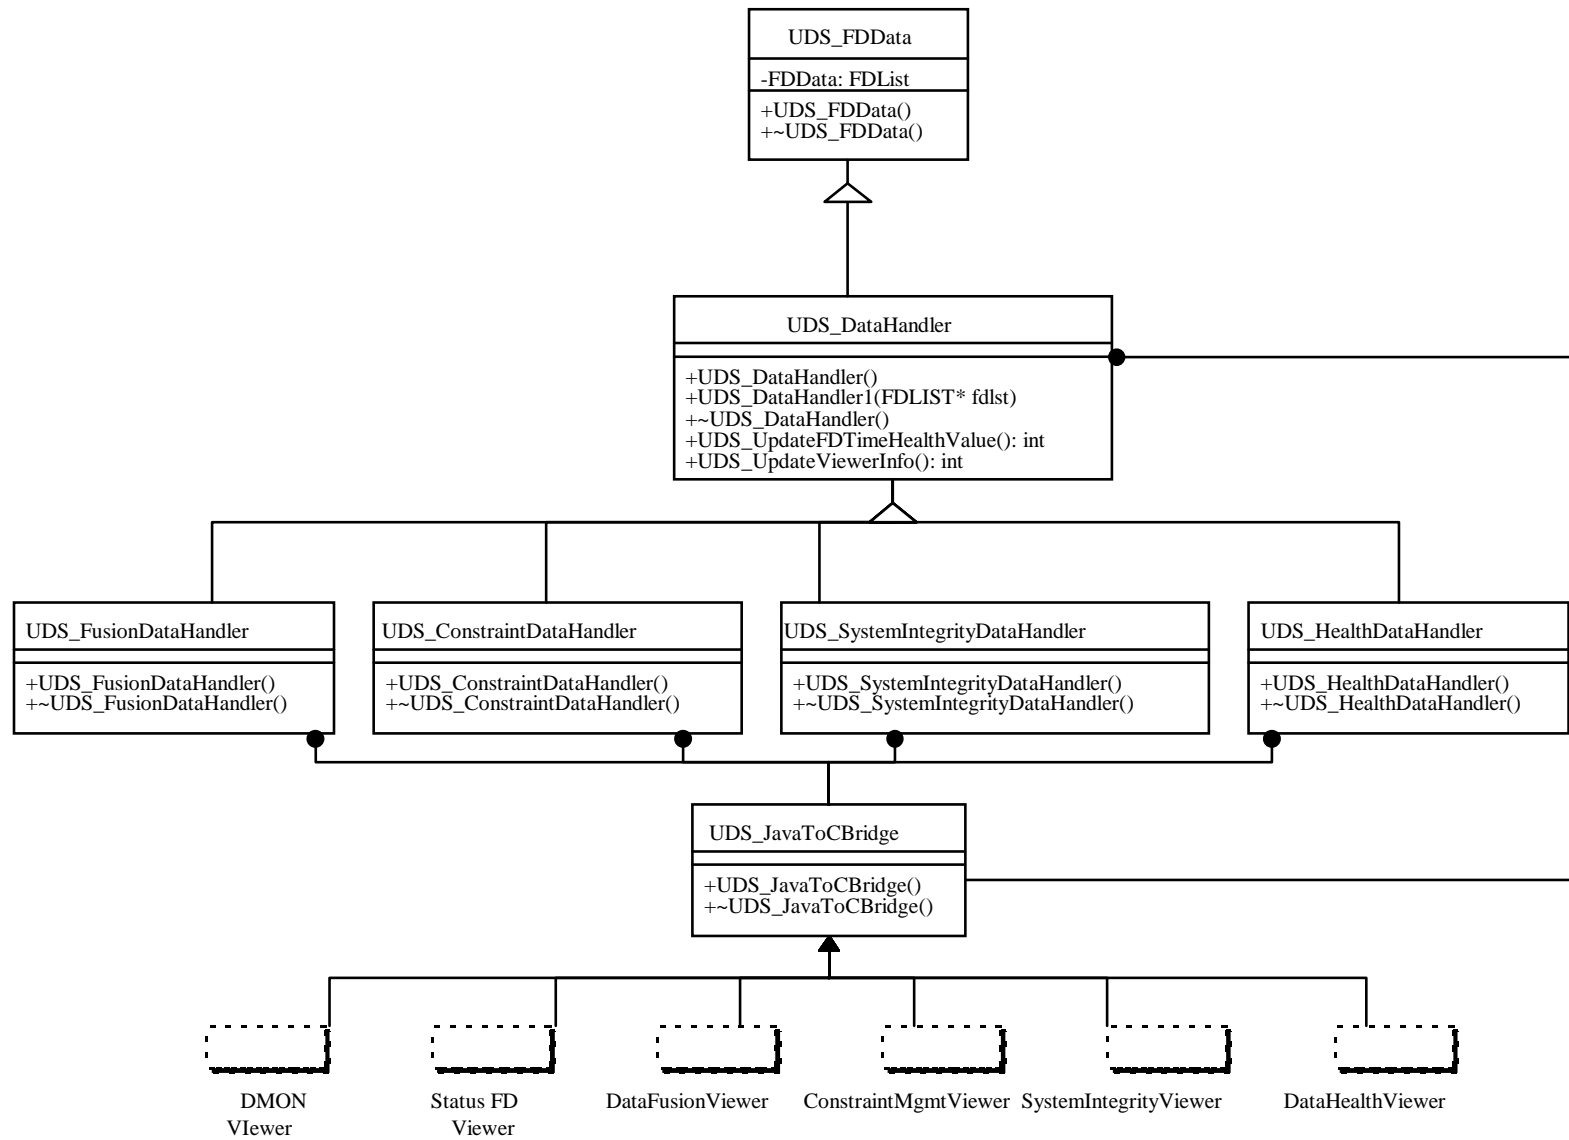 UDS_FDData
-FDData: FDList
+UDS_FDData()
+~UDS_FDData()
UDS_DataHandler
+UDS_DataHandler()
+UDS_DataHandler1(FDLIST* fdlst)
+~UDS_DataHandler()
+UDS_UpdateFDTimeHealthValue(): int
+UDS_UpdateViewerInfo(): int
UDS_FusionDataHandler
+UDS_FusionDataHandler()
+~UDS_FusionDataHandler()
UDS_ConstraintDataHandler
+UDS_ConstraintDataHandler()
+~UDS_ConstraintDataHandler()
UDS_SystemIntegrityDataHandler
+UDS_SystemIntegrityDataHandler()
+~UDS_SystemIntegrityDataHandler()
UDS_HealthDataHandler
+UDS_HealthDataHandler()
+~UDS_HealthDataHandler()
UDS_JavaToCBridge
+UDS_JavaToCBridge()
+~UDS_JavaToCBridge()
DMON
VIewer
Status FD
Viewer
DataFusionViewer
ConstraintMgmtViewer
SystemIntegrityViewer
DataHealthViewer